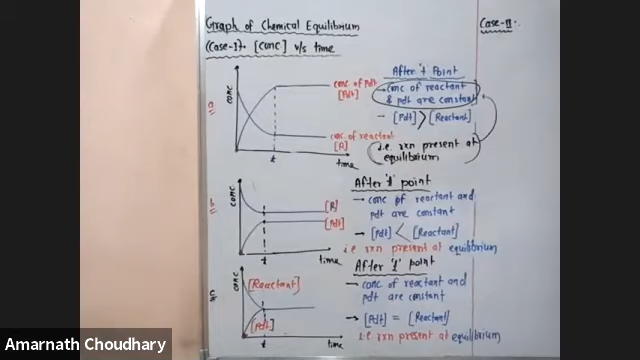 Graph of Chemical Equilibrium
Case-II :-
(Case-I):- [conc] v/s time
After 't' Point
conc
conc of Pdt
[Pdt]
→ conc of reactant
& pdt are constant
- [Pdt] > [Reactant]
conc of reactant
[R]
i.e rxn present at
equilibrium
t
time
After 't' point
conc
[R]
[Pdt]
→ conc of reactant and
pdt are constant
→ [Pdt] < [Reactant]
i.e rxn present at equilibrium
t
time
After 't' point
conc
[Reactant]
[Pdt]
→ conc of reactant and
pdt are constant
→ [Pdt] = [Reactant]
i.e rxn present at equilibrium
t
time
Amarnath Choudhary